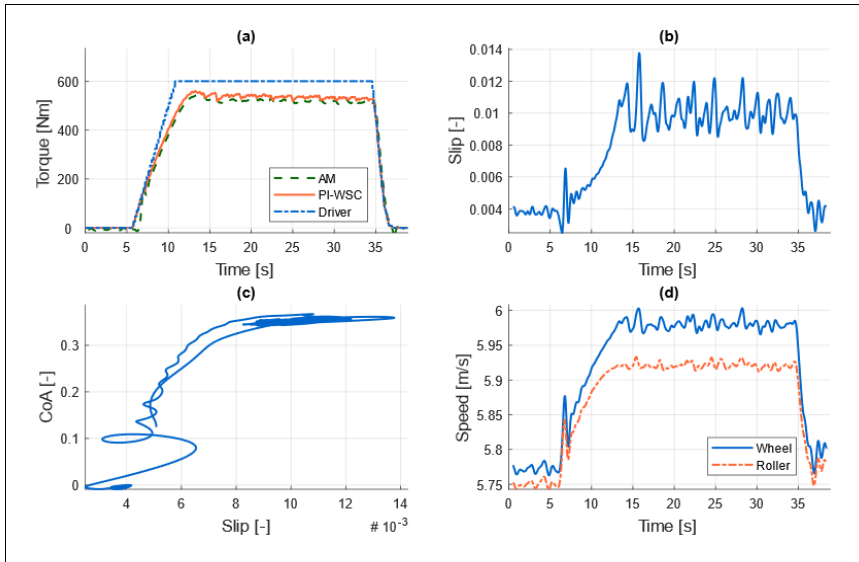 (a)
Torque [Nm]
600
400
200
0
0 5 10 15 20 25 30 35
Time [s]
AM
PI-WSC
Driver
(b)
Slip [-]
0.014
0.012
0.010
0.008
0.006
0.004
0 5 10 15 20 25 30 35
Time [s]
(c)
CoA [-]
0.3
0.2
0.1
0
4 6 8 10 12 14
Slip [-]
# 10-3
(d)
Speed [m/s]
6
5.95
5.9
5.85
5.8
5.75
0 5 10 15 20 25 30 35
Time [s]
Wheel
Roller